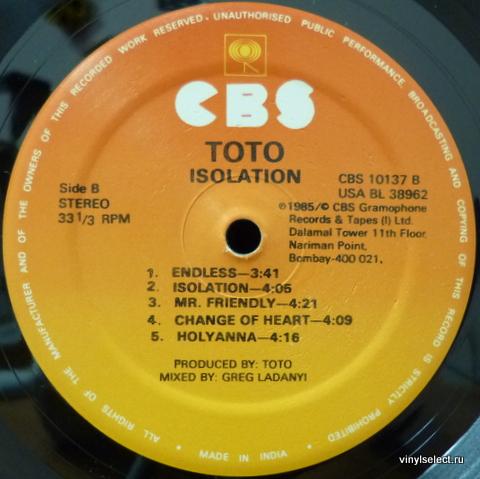 ALL RIGHTS OF THE MANUFACTURER AND OF THE OWNERS OF THIS RECORDED WORK RESERVED • UNAUTHORISED PUBLIC PERFORMANCE, BROADCASTING AND COPYING OF THIS RECORD IS STRICTLY PROHIBITED
CBS
TOTO
ISOLATION
Side B
STEREO
33 1/3 RPM
CBS 10137 B
USA BL 38962
℗1985/© CBS Gramophone
Records & Tapes (I) Ltd.
Dalamal Tower 11th Floor,
Nariman Point,
Bombay-400 021.
1. ENDLESS—3:41
2. ISOLATION—4:06
3. MR. FRIENDLY—4:21
4. CHANGE OF HEART—4:09
5. HOLYANNA—4:16
PRODUCED BY: TOTO
MIXED BY: GREG LADANYI
• MADE IN INDIA •
vinylselect.ru